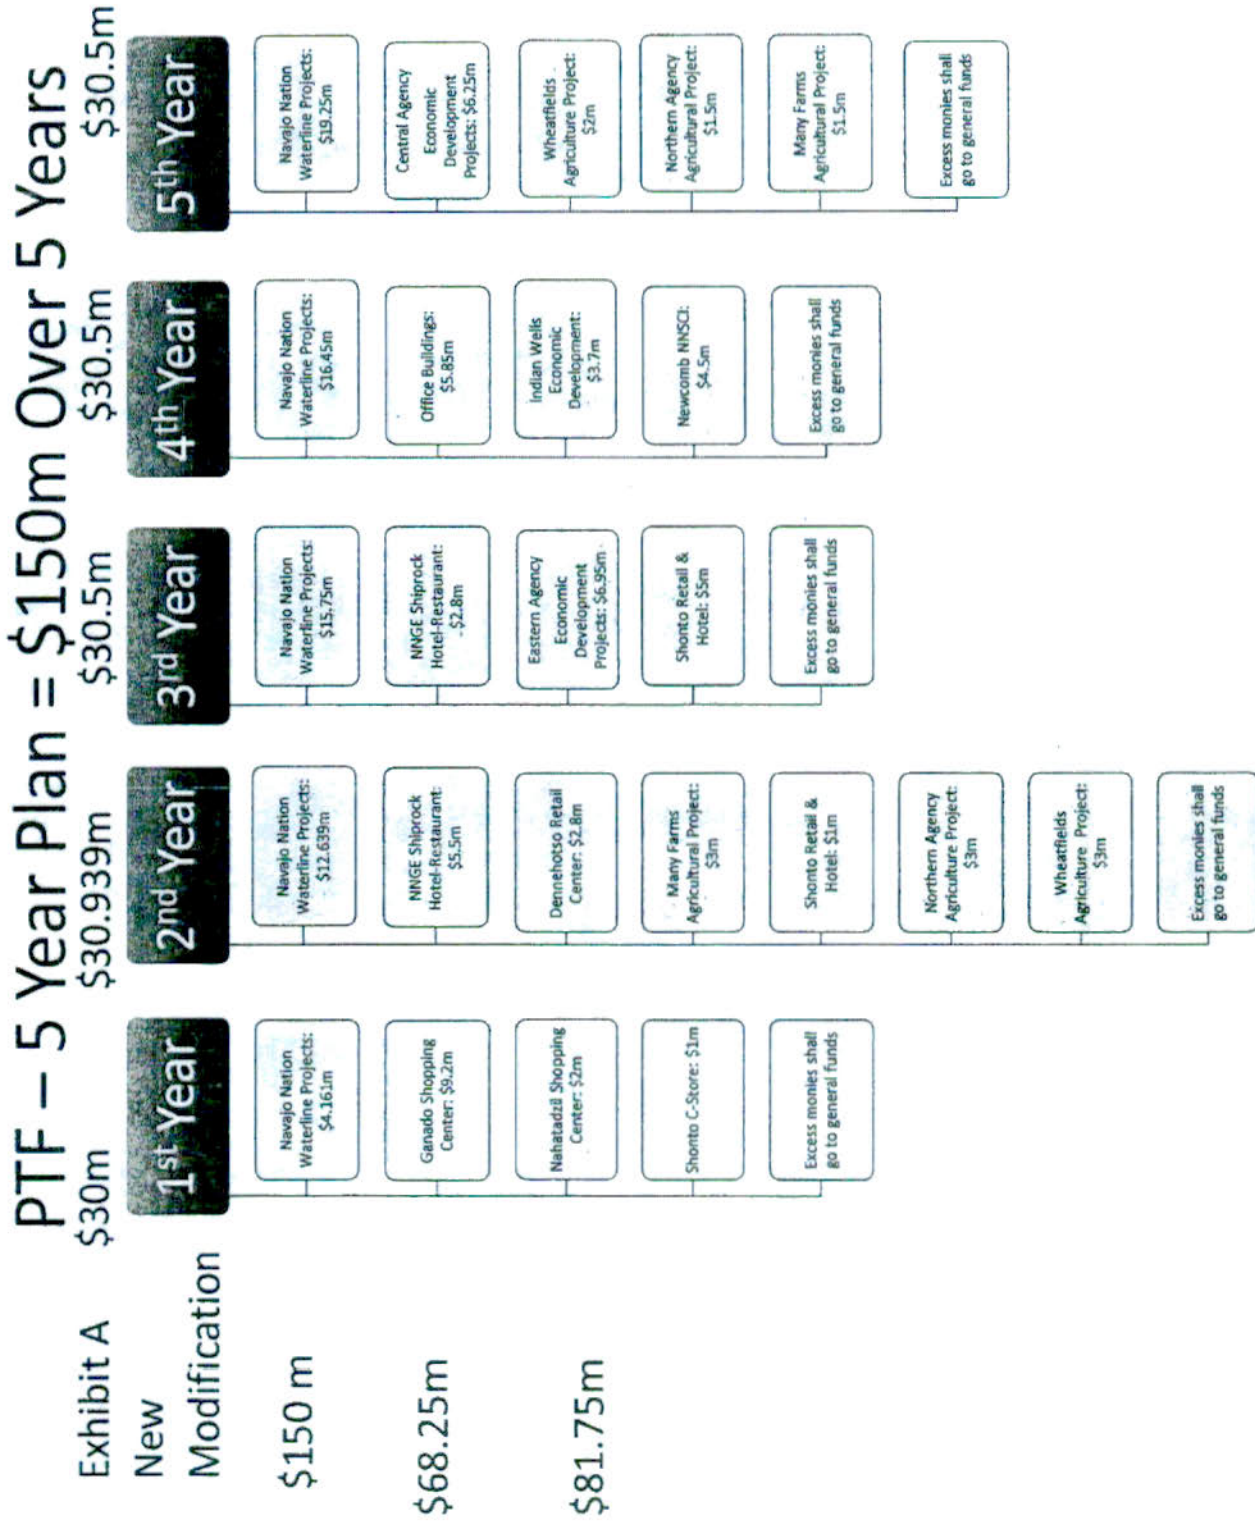 PTF – 5 Year Plan = $150m Over 5 Years
Exhibit A
New
Modification
$150 m
$68.25m
$81.75m
$30m
1st Year
Navajo Nation
Waterline Projects:
$4.161m
Ganado Shopping
Center: $9.2m
Nahatadzil Shopping
Center: $2m
Shonto C-Store: $1m
Excess monies shall
go to general funds
$30.939m
2nd Year
Navajo Nation
Waterline Projects:
$12.639m
NNGE Shiprock
Hotel-Restaurant:
$5.5m
Dennehotso Retail
Center: $2.8m
Many Farms
Agricultural Project:
$3m
Shonto Retail &
Hotel: $1m
Northern Agency
Agriculture Project:
$3m
Wheatfields
Agriculture Project:
$3m
Excess monies shall
go to general funds
$30.5m
3rd Year
Navajo Nation
Waterline Projects:
$15.75m
NNGE Shiprock
Hotel-Restaurant:
$2.8m
Eastern Agency
Economic
Development
Projects: $6.95m
Shonto Retail &
Hotel: $5m
Excess monies shall
go to general funds
$30.5m
4th Year
Navajo Nation
Waterline Projects:
$16.45m
Office Buildings:
$5.85m
Indian Wells
Economic
Development:
$3.7m
Newcomb NNSCI:
$4.5m
Excess monies shall
go to general funds
$30.5m
5th Year
Navajo Nation
Waterline Projects:
$19.25m
Central Agency
Economic
Development
Projects: $6.25m
Wheatfields
Agriculture Project:
$2m
Northern Agency
Agricultural Project:
$1.5m
Many Farms
Agricultural Project:
$1.5m
Excess monies shall
go to general funds